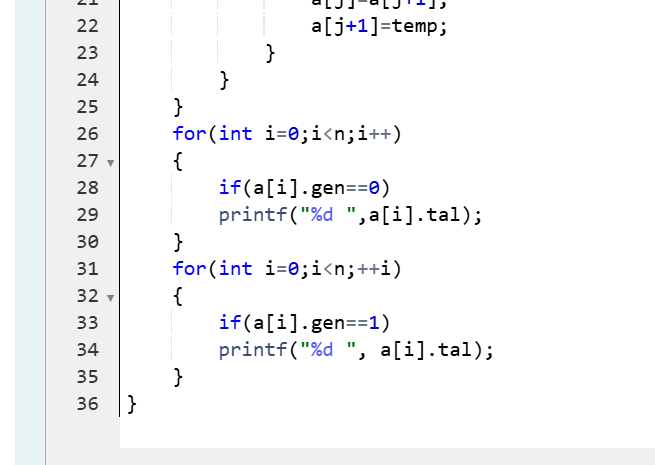 22 a[j+1]=temp;
23 }
24 }
25 }
26 for(int i=0;i<n;i++)
27 {
28 if(a[i].gen==0)
29 printf("%d ",a[i].tal);
30 }
31 for(int i=0;i<n;++i)
32 {
33 if(a[i].gen==1)
34 printf("%d ", a[i].tal);
35 }
36 }